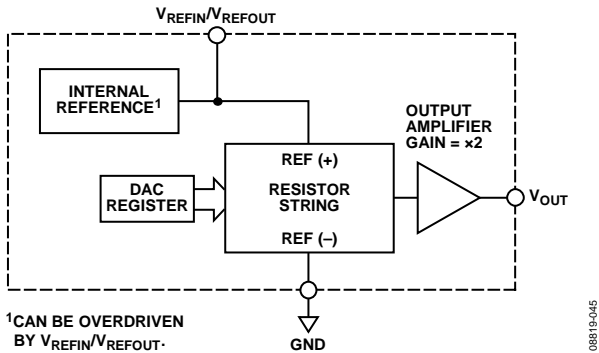 VREFIN/VREFOUT
INTERNAL
REFERENCE1
OUTPUT
AMPLIFIER
GAIN = ×2
REF (+)
DAC
REGISTER
RESISTOR
STRING
VOUT
REF (–)
1CAN BE OVERDRIVEN
BY VREFIN/VREFOUT.
GND
08819-045